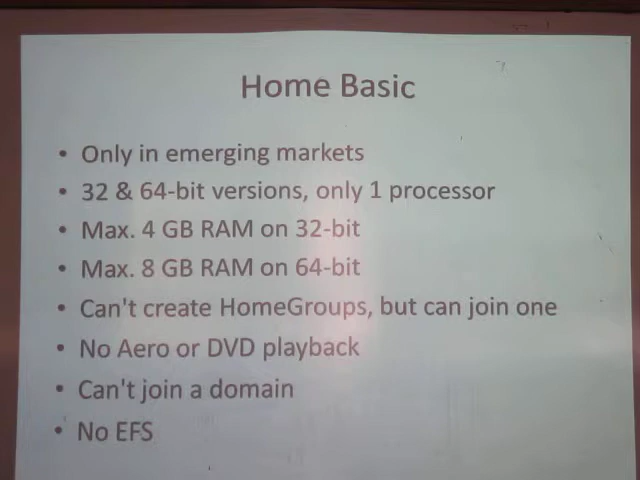 Home Basic
• Only in emerging markets
• 32 & 64-bit versions, only 1 processor
• Max. 4 GB RAM on 32-bit
• Max. 8 GB RAM on 64-bit
• Can't create HomeGroups, but can join one
• No Aero or DVD playback
• Can't join a domain
• No EFS